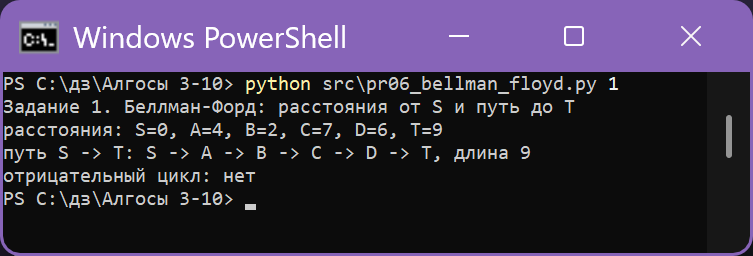 Windows PowerShell
PS C:\дз\Алгосы 3-10> python src\pr06_bellman_floyd.py 1
Задание 1. Беллман-Форд: расстояния от S и путь до T
расстояния: S=0, A=4, B=2, C=7, D=6, T=9
путь S -> T: S -> A -> B -> C -> D -> T, длина 9
отрицательный цикл: нет
PS C:\дз\Алгосы 3-10>